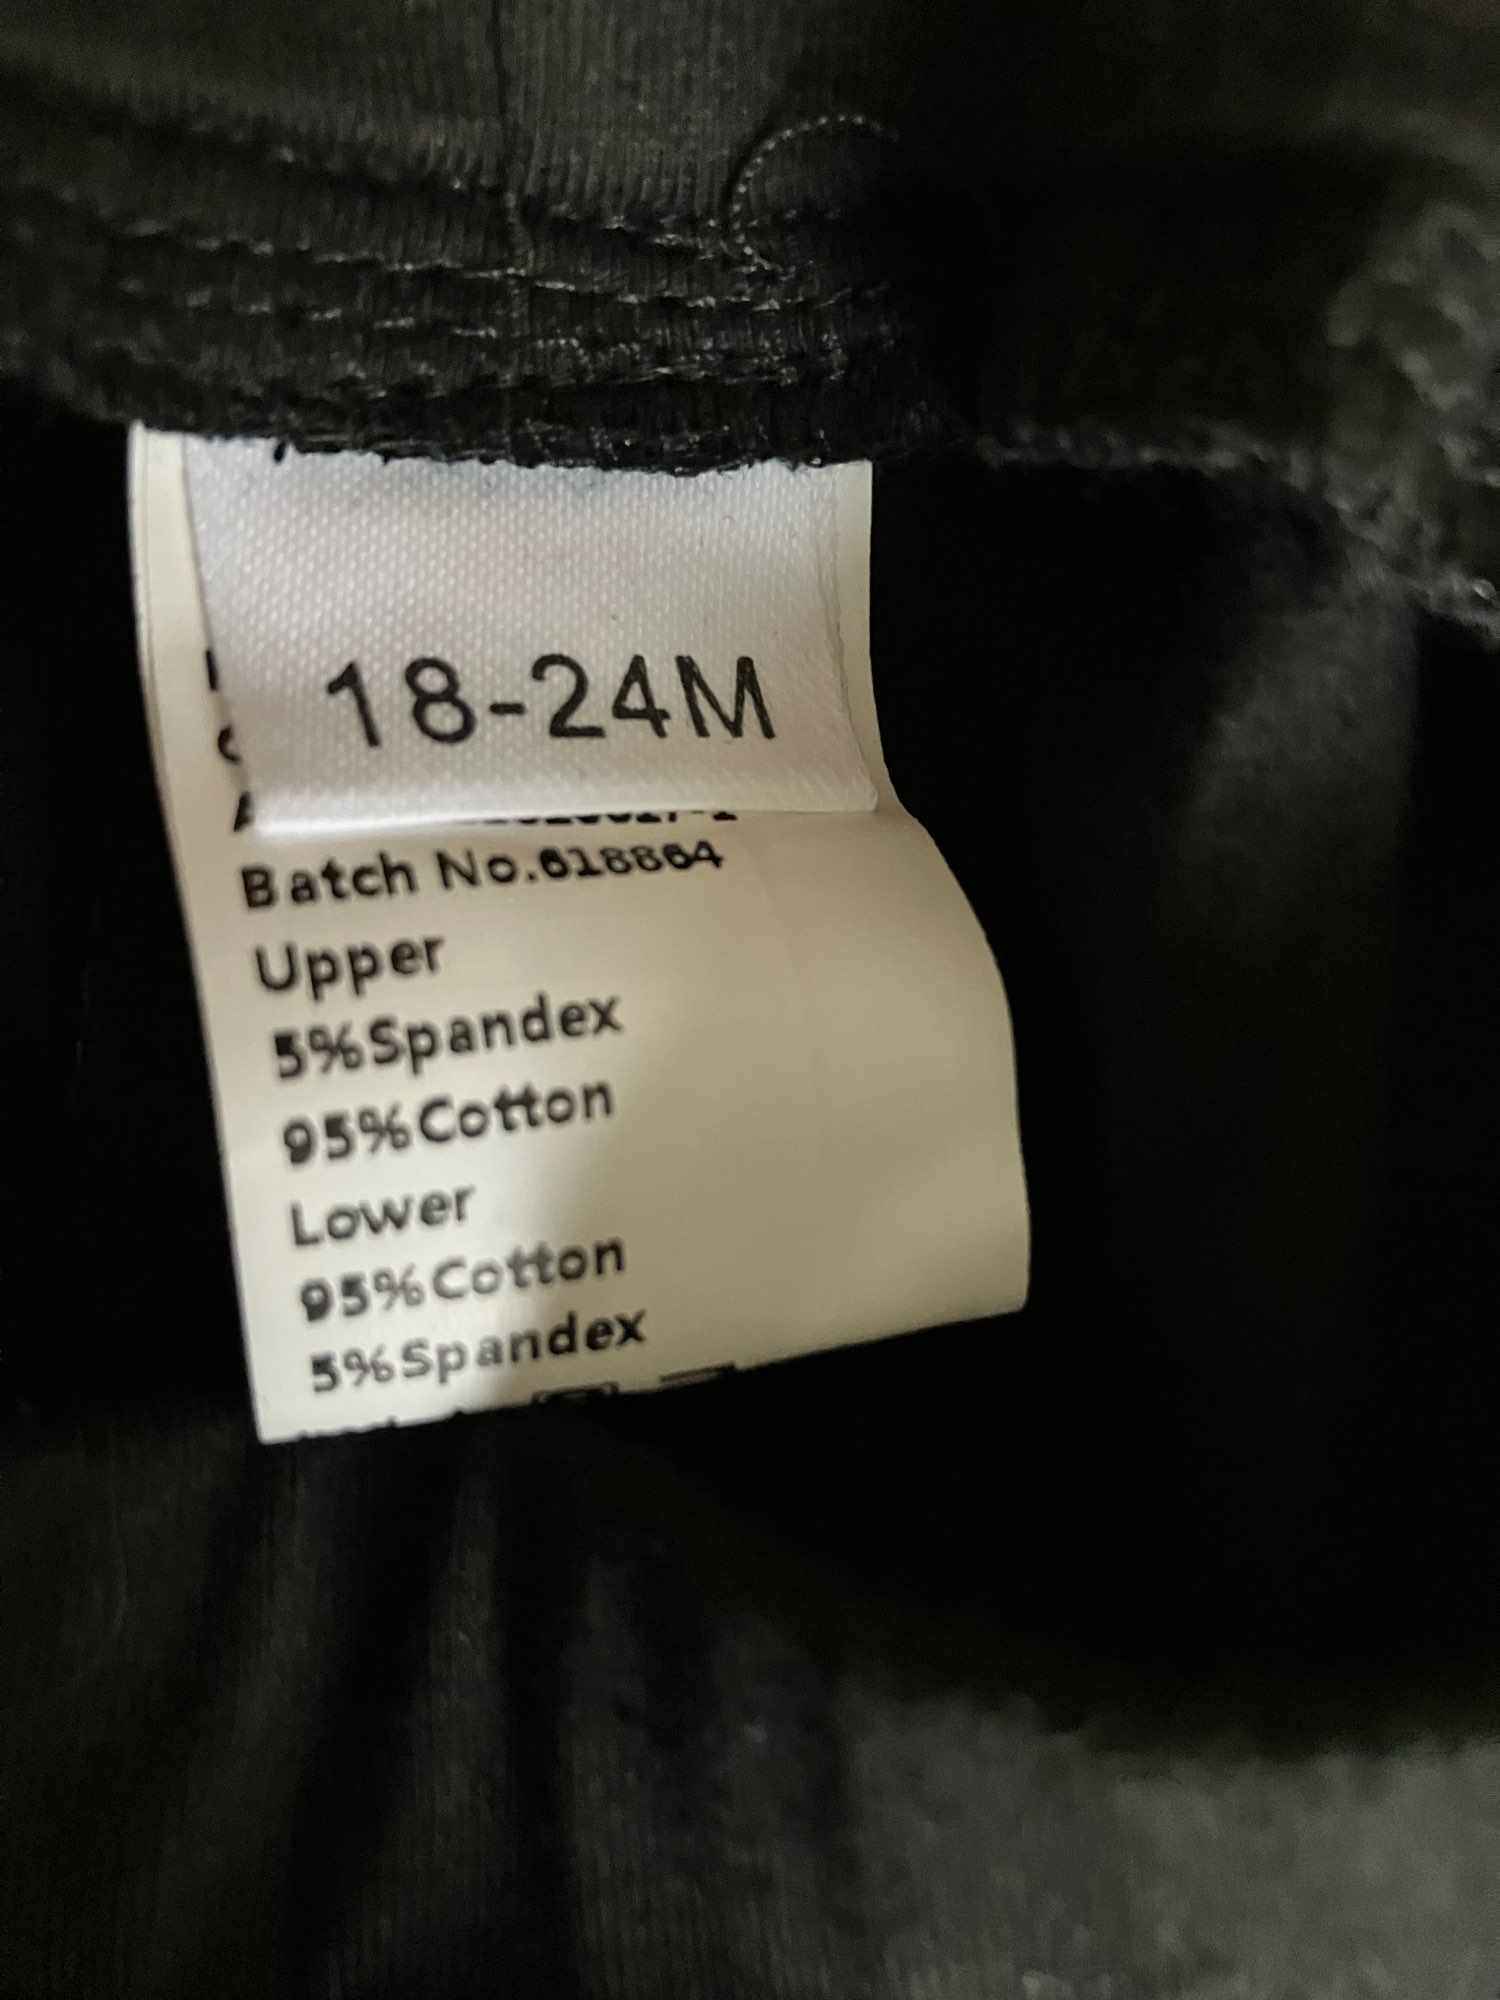 18-24M
Batch No.618864
Upper
5%Spandex
95%Cotton
Lower
95%Cotton
5%Spandex